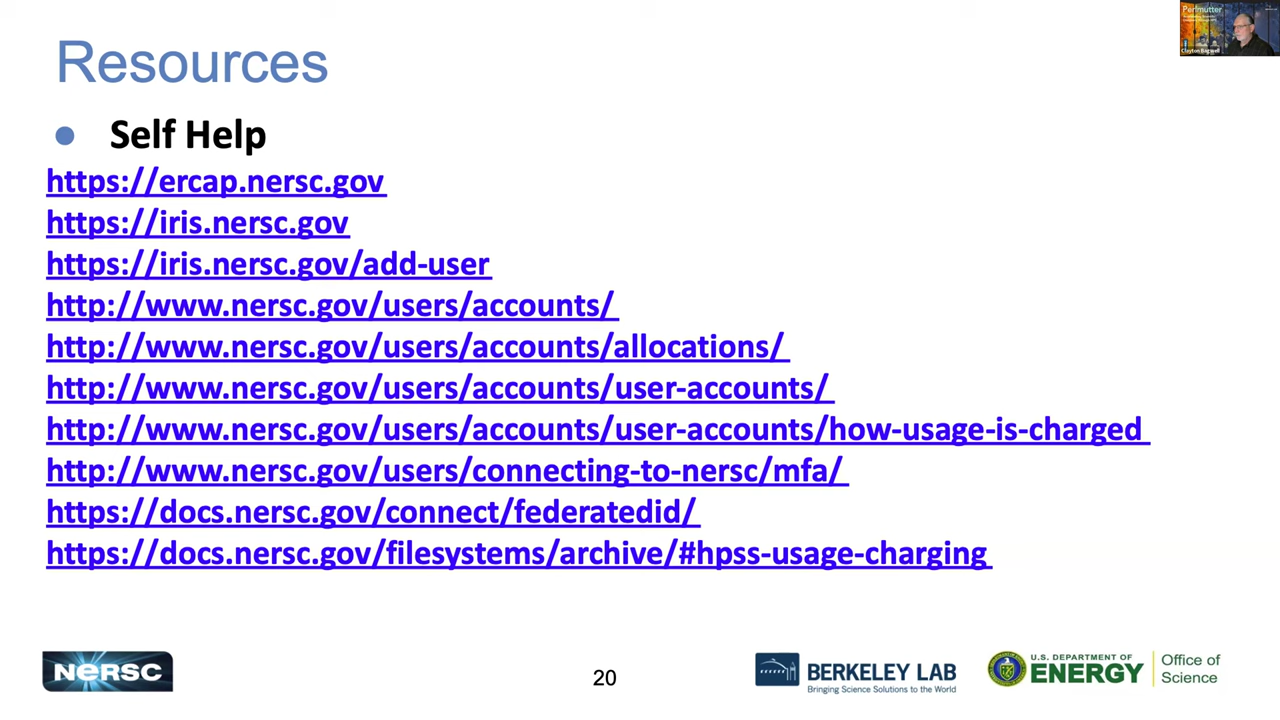 Resources
Perlmutter
Clayton Bagwell
● Self Help
https://ercap.nersc.gov
https://iris.nersc.gov
https://iris.nersc.gov/add-user
http://www.nersc.gov/users/accounts/
http://www.nersc.gov/users/accounts/allocations/
http://www.nersc.gov/users/accounts/user-accounts/
http://www.nersc.gov/users/accounts/user-accounts/how-usage-is-charged
http://www.nersc.gov/users/connecting-to-nersc/mfa/
https://docs.nersc.gov/connect/federatedid/
https://docs.nersc.gov/filesystems/archive/#hpss-usage-charging
NERSC
20
BERKELEY LAB
Bringing Science Solutions to the World
U.S. DEPARTMENT OF
ENERGY
Office of
Science